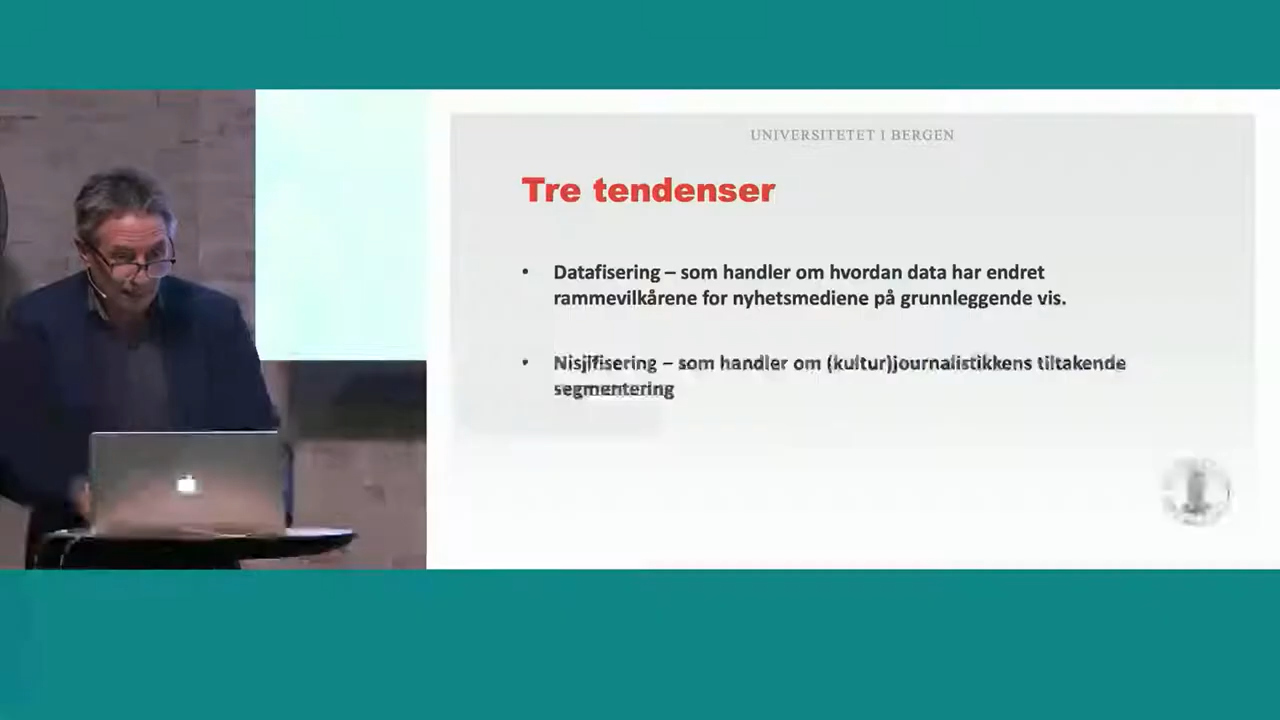 UNIVERSITETET I BERGEN
Tre tendenser
• Datafisering – som handler om hvordan data har endret
rammevilkårene for nyhetsmediene på grunnleggende vis.
• Nisjifisering – som handler om (kultur)journalistikkens tiltakende
segmentering